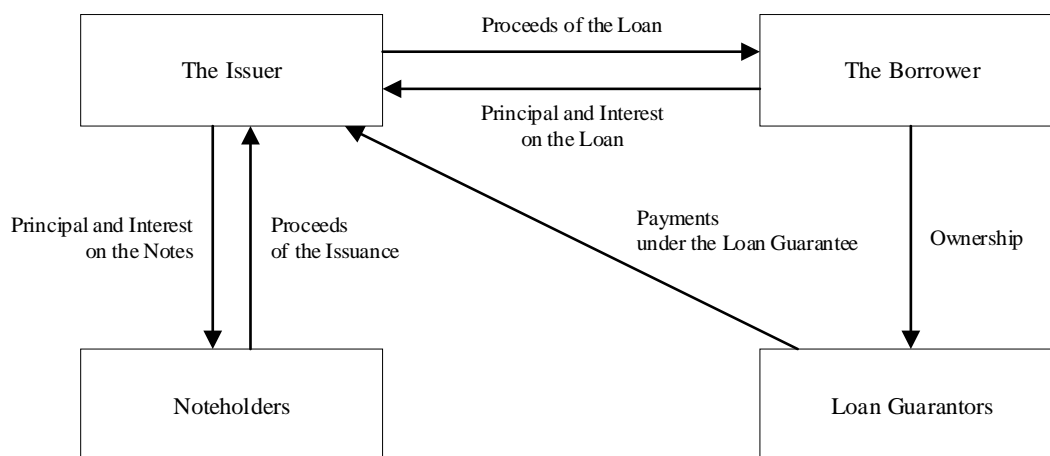 Proceeds of the Loan
The Issuer
The Borrower
Principal and Interest
on the Loan
Principal and Interest
on the Notes
Proceeds
of the Issuance
Payments
under the Loan Guarantee
Ownership
Noteholders
Loan Guarantors